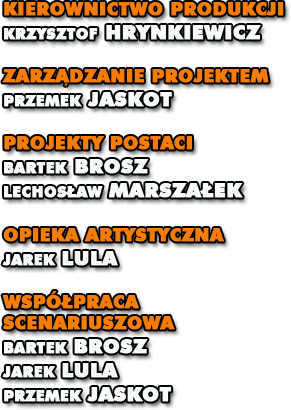 KIEROWNICTWO PRODUKCJI
KRZYSZTOF HRYNKIEWICZ
ZARZĄDZANIE PROJEKTEM
PRZEMEK JASKOT
PROJEKTY POSTACI
BARTEK BROSZ
LECHOSŁAW MARSZAŁEK
OPIEKA ARTYSTYCZNA
JAREK LULA
WSPÓŁPRACA
SCENARIUSZOWA
BARTEK BROSZ
JAREK LULA
PRZEMEK JASKOT